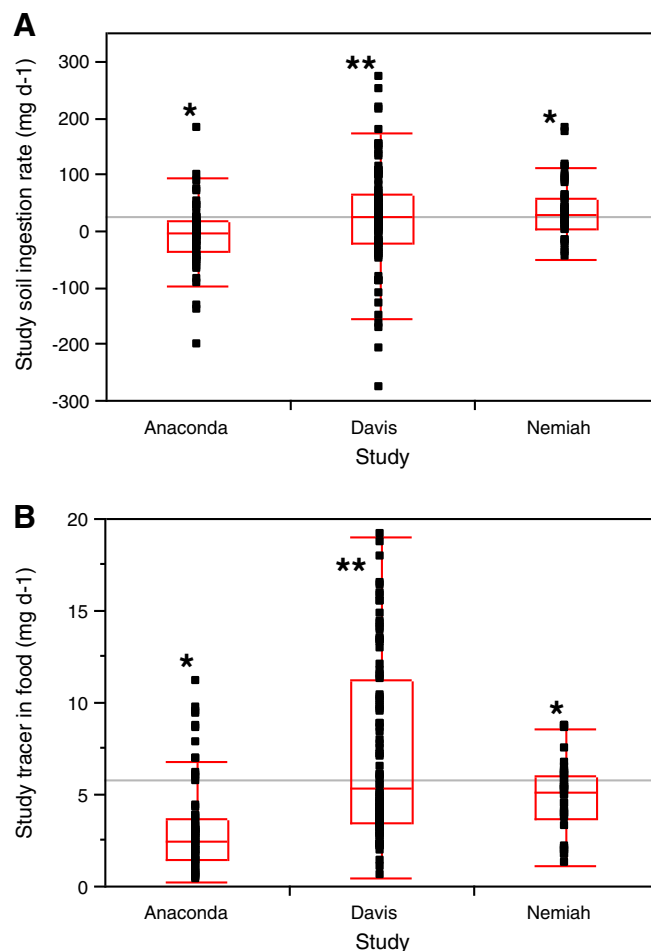 A
Study soil ingestion rate (mg d-1)
300
200
100
0
-100
-200
-300
*
**
*
Anaconda
Davis
Nemiah
Study
B
Study tracer in food (mg d-1)
20
15
10
5
0
*
**
*
Anaconda
Davis
Nemiah
Study